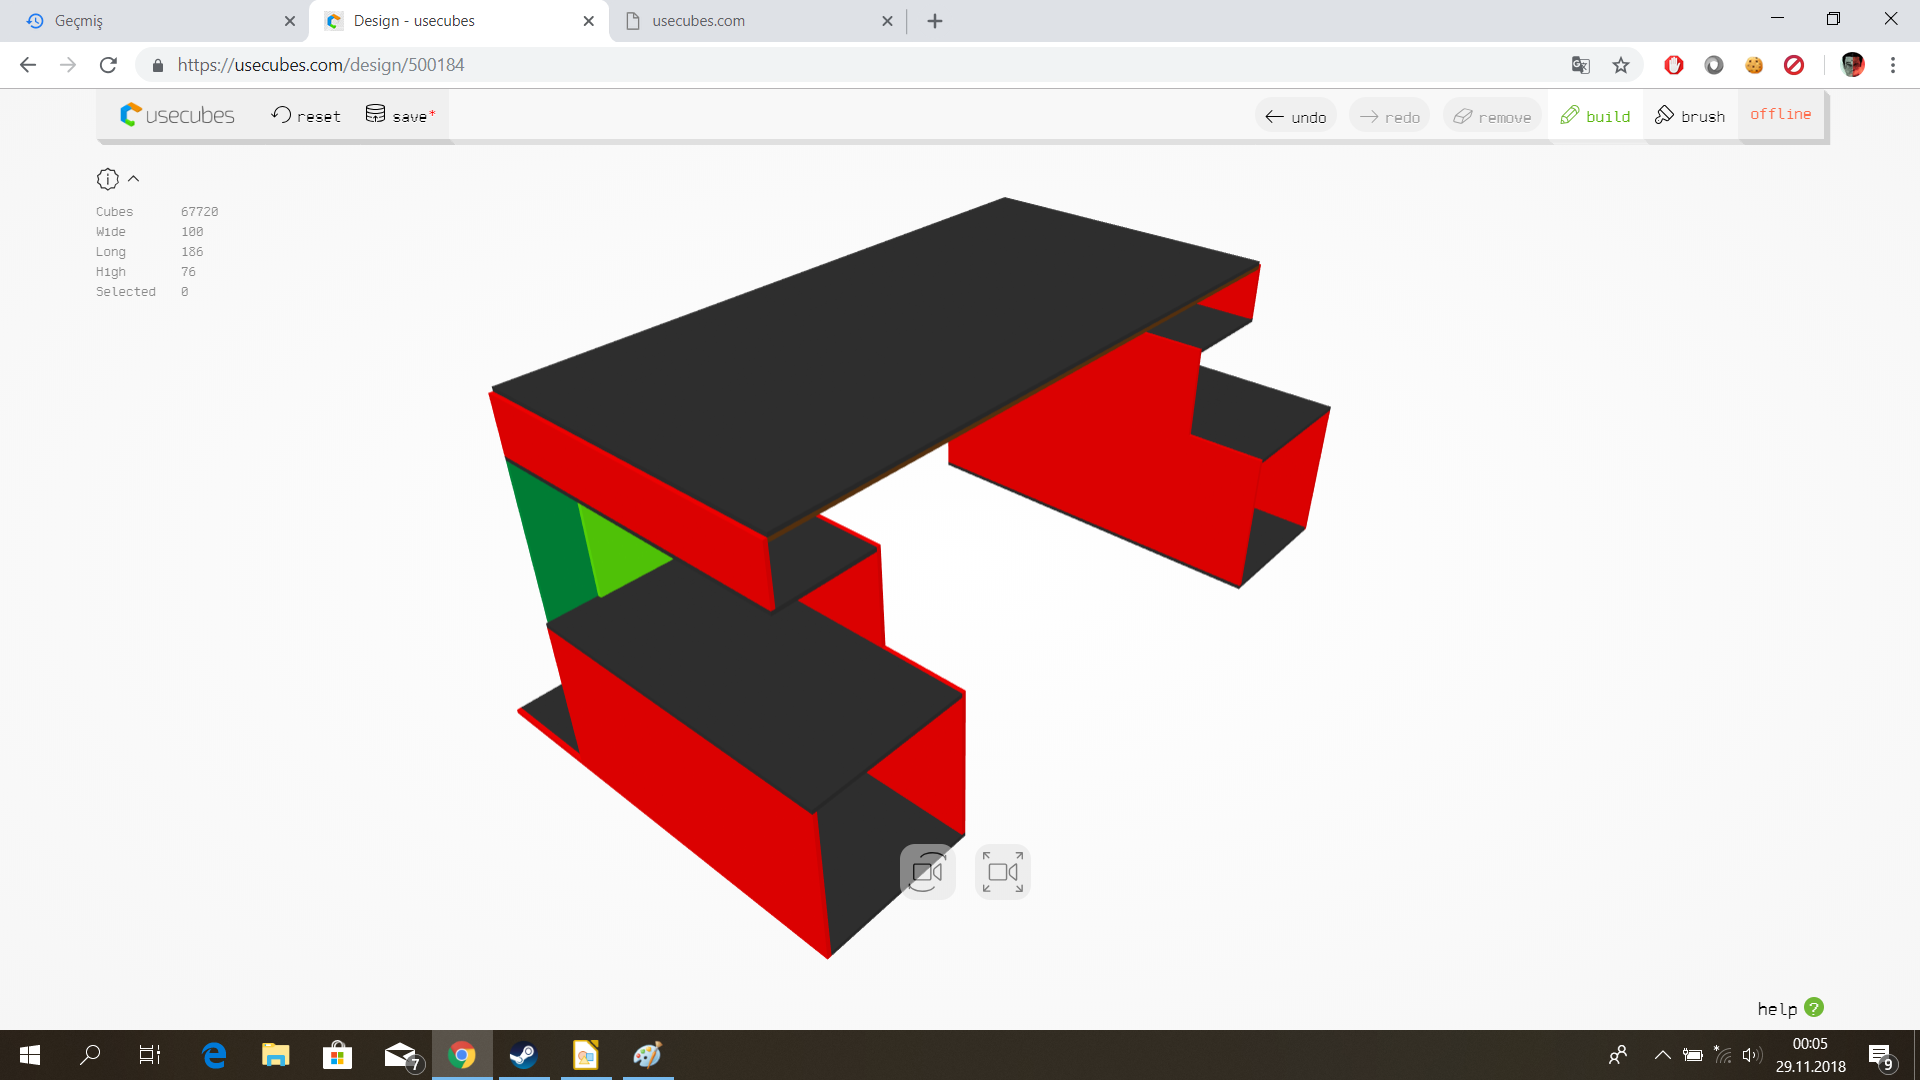 Geçmiş
Design - usecubes
usecubes.com
https://usecubes.com/design/500184
usecubes
reset
save*
undo
redo
remove
build
brush
offline
Cubes 67720
Wide 100
Long 186
High 76
Selected 0
help ?
7
00:05
29.11.2018
9